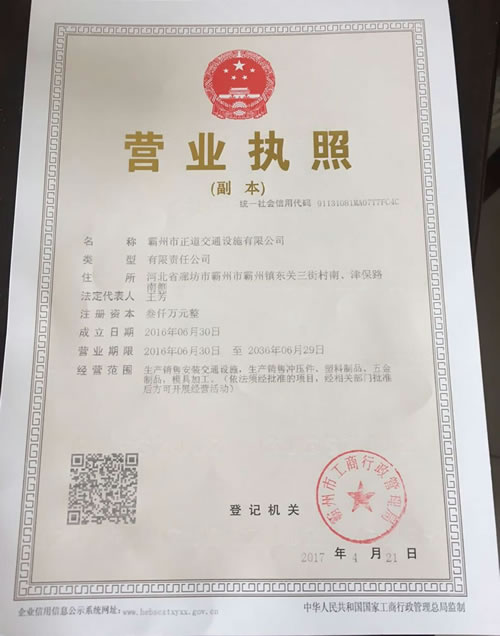 营业执照
(副 本)
统一社会信用代码 91131081MA07T7FC4C
名 称 霸州市正道交通设施有限公司
类 型 有限责任公司
住 所 河北省廊坊市霸州市霸州镇东关三街村南、津保路
南侧
法定代表人 王芳
注册资本 叁仟万元整
成立日期 2016年06月30日
营业期限 2016年06月30日 至 2036年06月29日
经营范围 生产销售安装交通设施，生产销售冲压件、塑料制品、五金
制品，模具加工。（依法须经批准的项目，经相关部门批准
后方可开展经营活动）
霸州市工商行政管理局
登记机关
2017 年 4 月 21 日
企业信用信息公示系统网址: www.hebscztxyxx.gov.cn
中华人民共和国国家工商行政管理总局监制